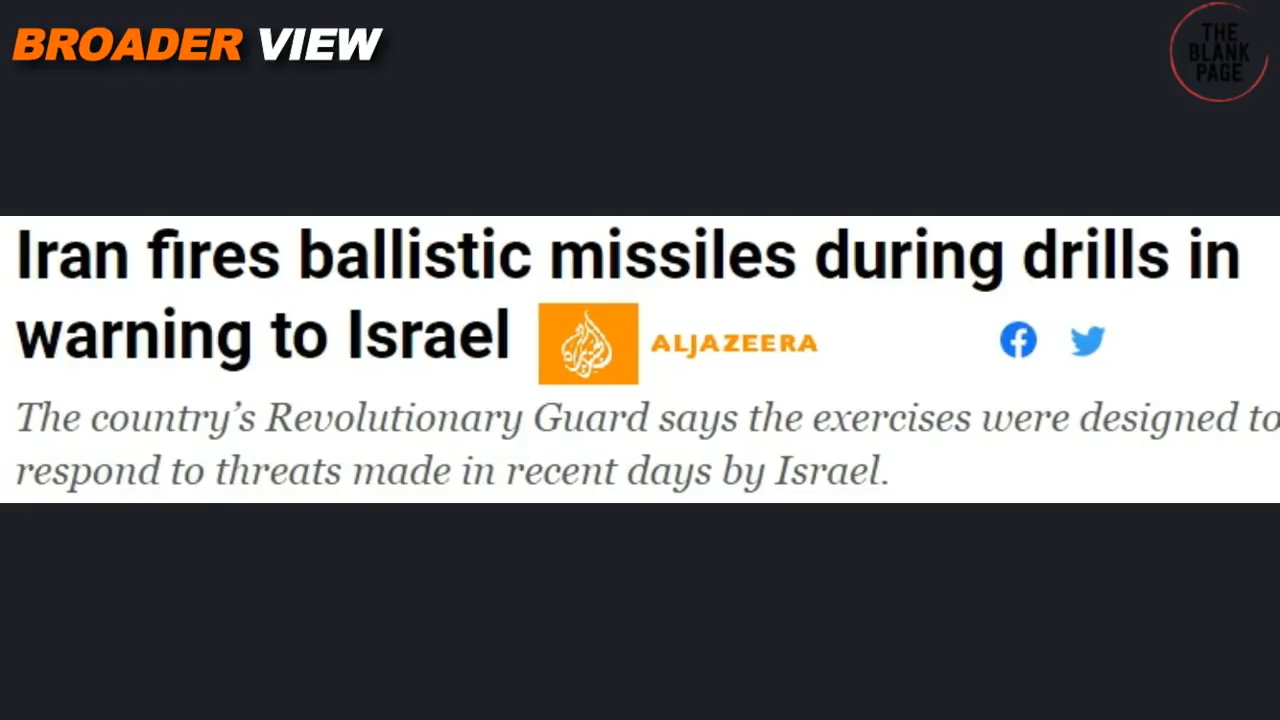 BROADER VIEW
THE
BLANK
PAGE
Iran fires ballistic missiles during drills in
warning to Israel
ALJAZEERA
The country's Revolutionary Guard says the exercises were designed to
respond to threats made in recent days by Israel.